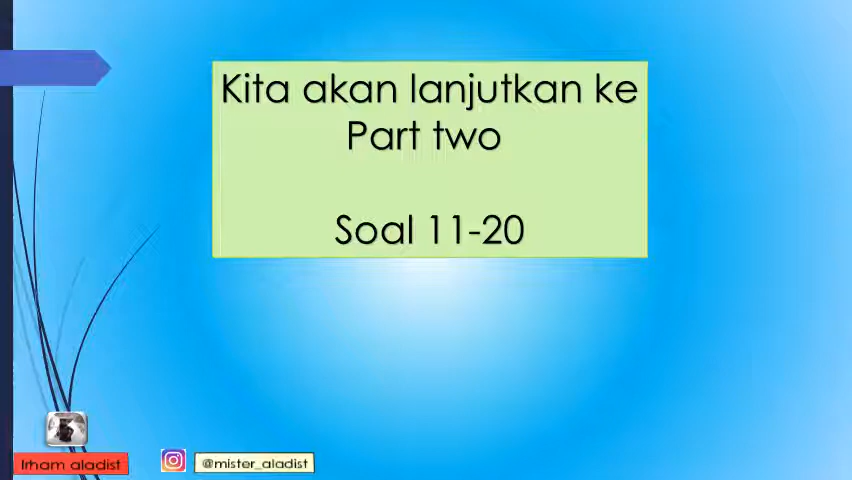 Kita akan lanjutkan ke
Part two
Soal 11-20
Irham aladist
@mister_aladist